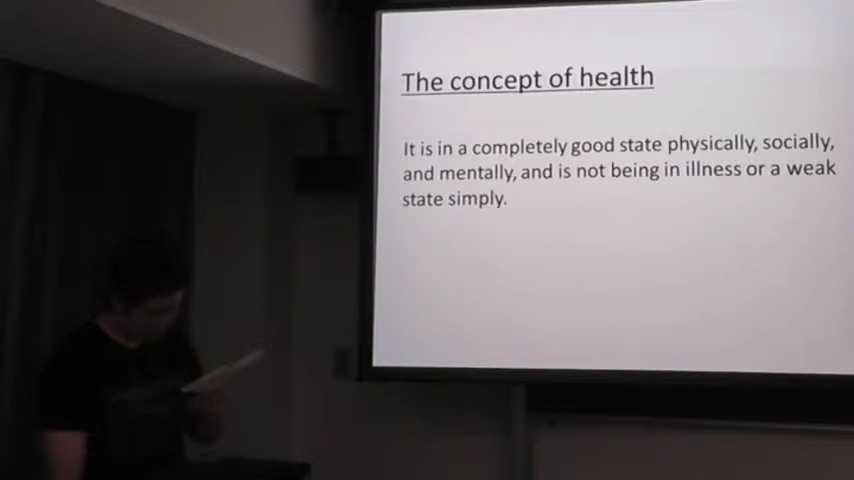 The concept of health
It is in a completely good state physically, socially,
and mentally, and is not being in illness or a weak
state simply.